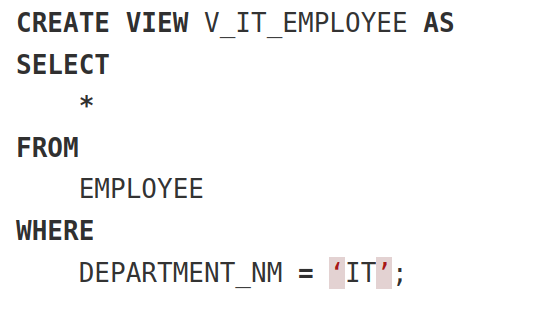 CREATE VIEW V_IT_EMPLOYEE AS
SELECT
*
FROM
EMPLOYEE
WHERE
DEPARTMENT_NM = ‘IT’;